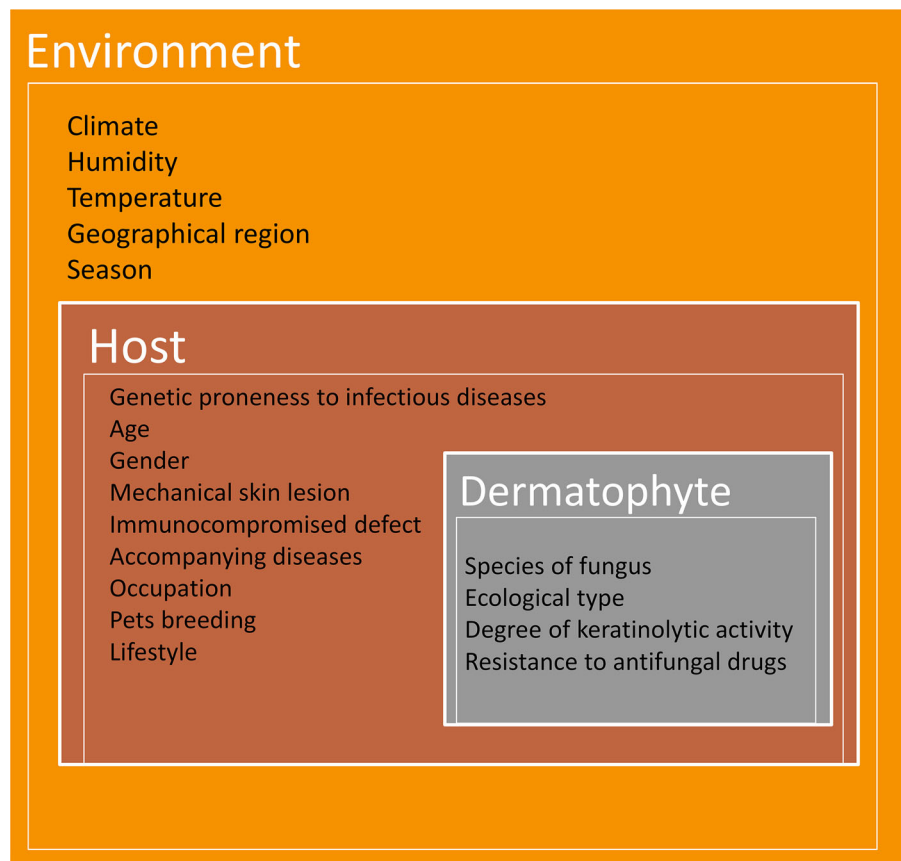 Environment
Climate
Humidity
Temperature
Geographical region
Season
Host
Genetic proneness to infectious diseases
Age
Gender
Mechanical skin lesion
Immunocompromised defect
Accompanying diseases
Occupation
Pets breeding
Lifestyle
Dermatophyte
Species of fungus
Ecological type
Degree of keratinolytic activity
Resistance to antifungal drugs